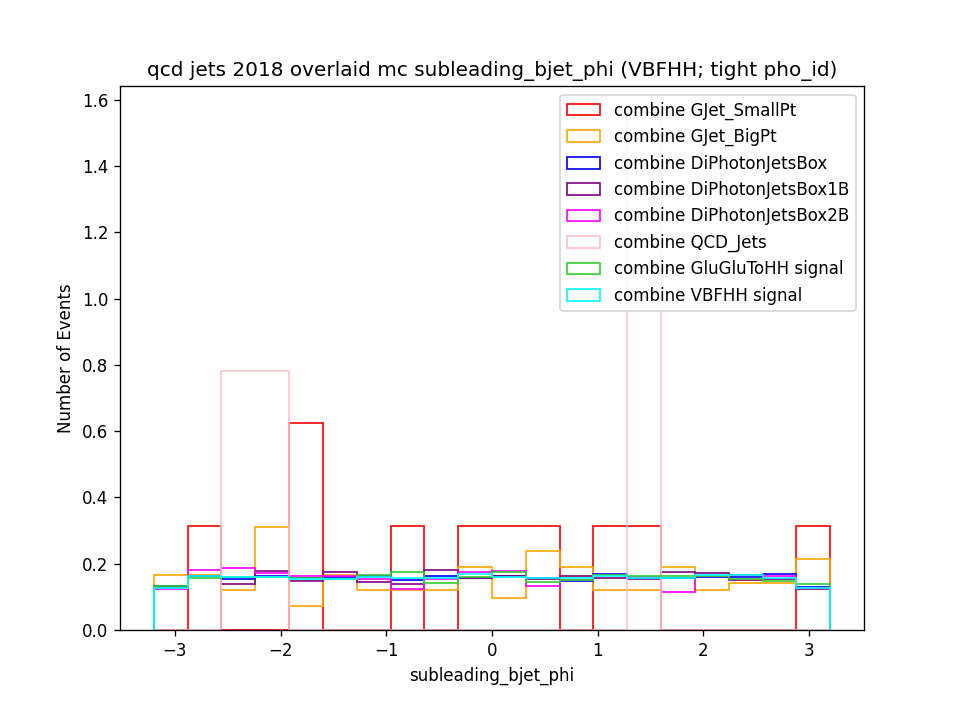 qcd jets 2018 overlaid mc subleading_bjet_phi (VBFHH; tight pho_id)
combine GJet_SmallPt
combine GJet_BigPt
combine DiPhotonJetsBox
combine DiPhotonJetsBox1B
combine DiPhotonJetsBox2B
combine QCD_Jets
combine GluGluToHH signal
combine VBFHH signal
Number of Events
1.6
1.4
1.2
1.0
0.8
0.6
0.4
0.2
0.0
−3 −2 −1 0 1 2 3
subleading_bjet_phi